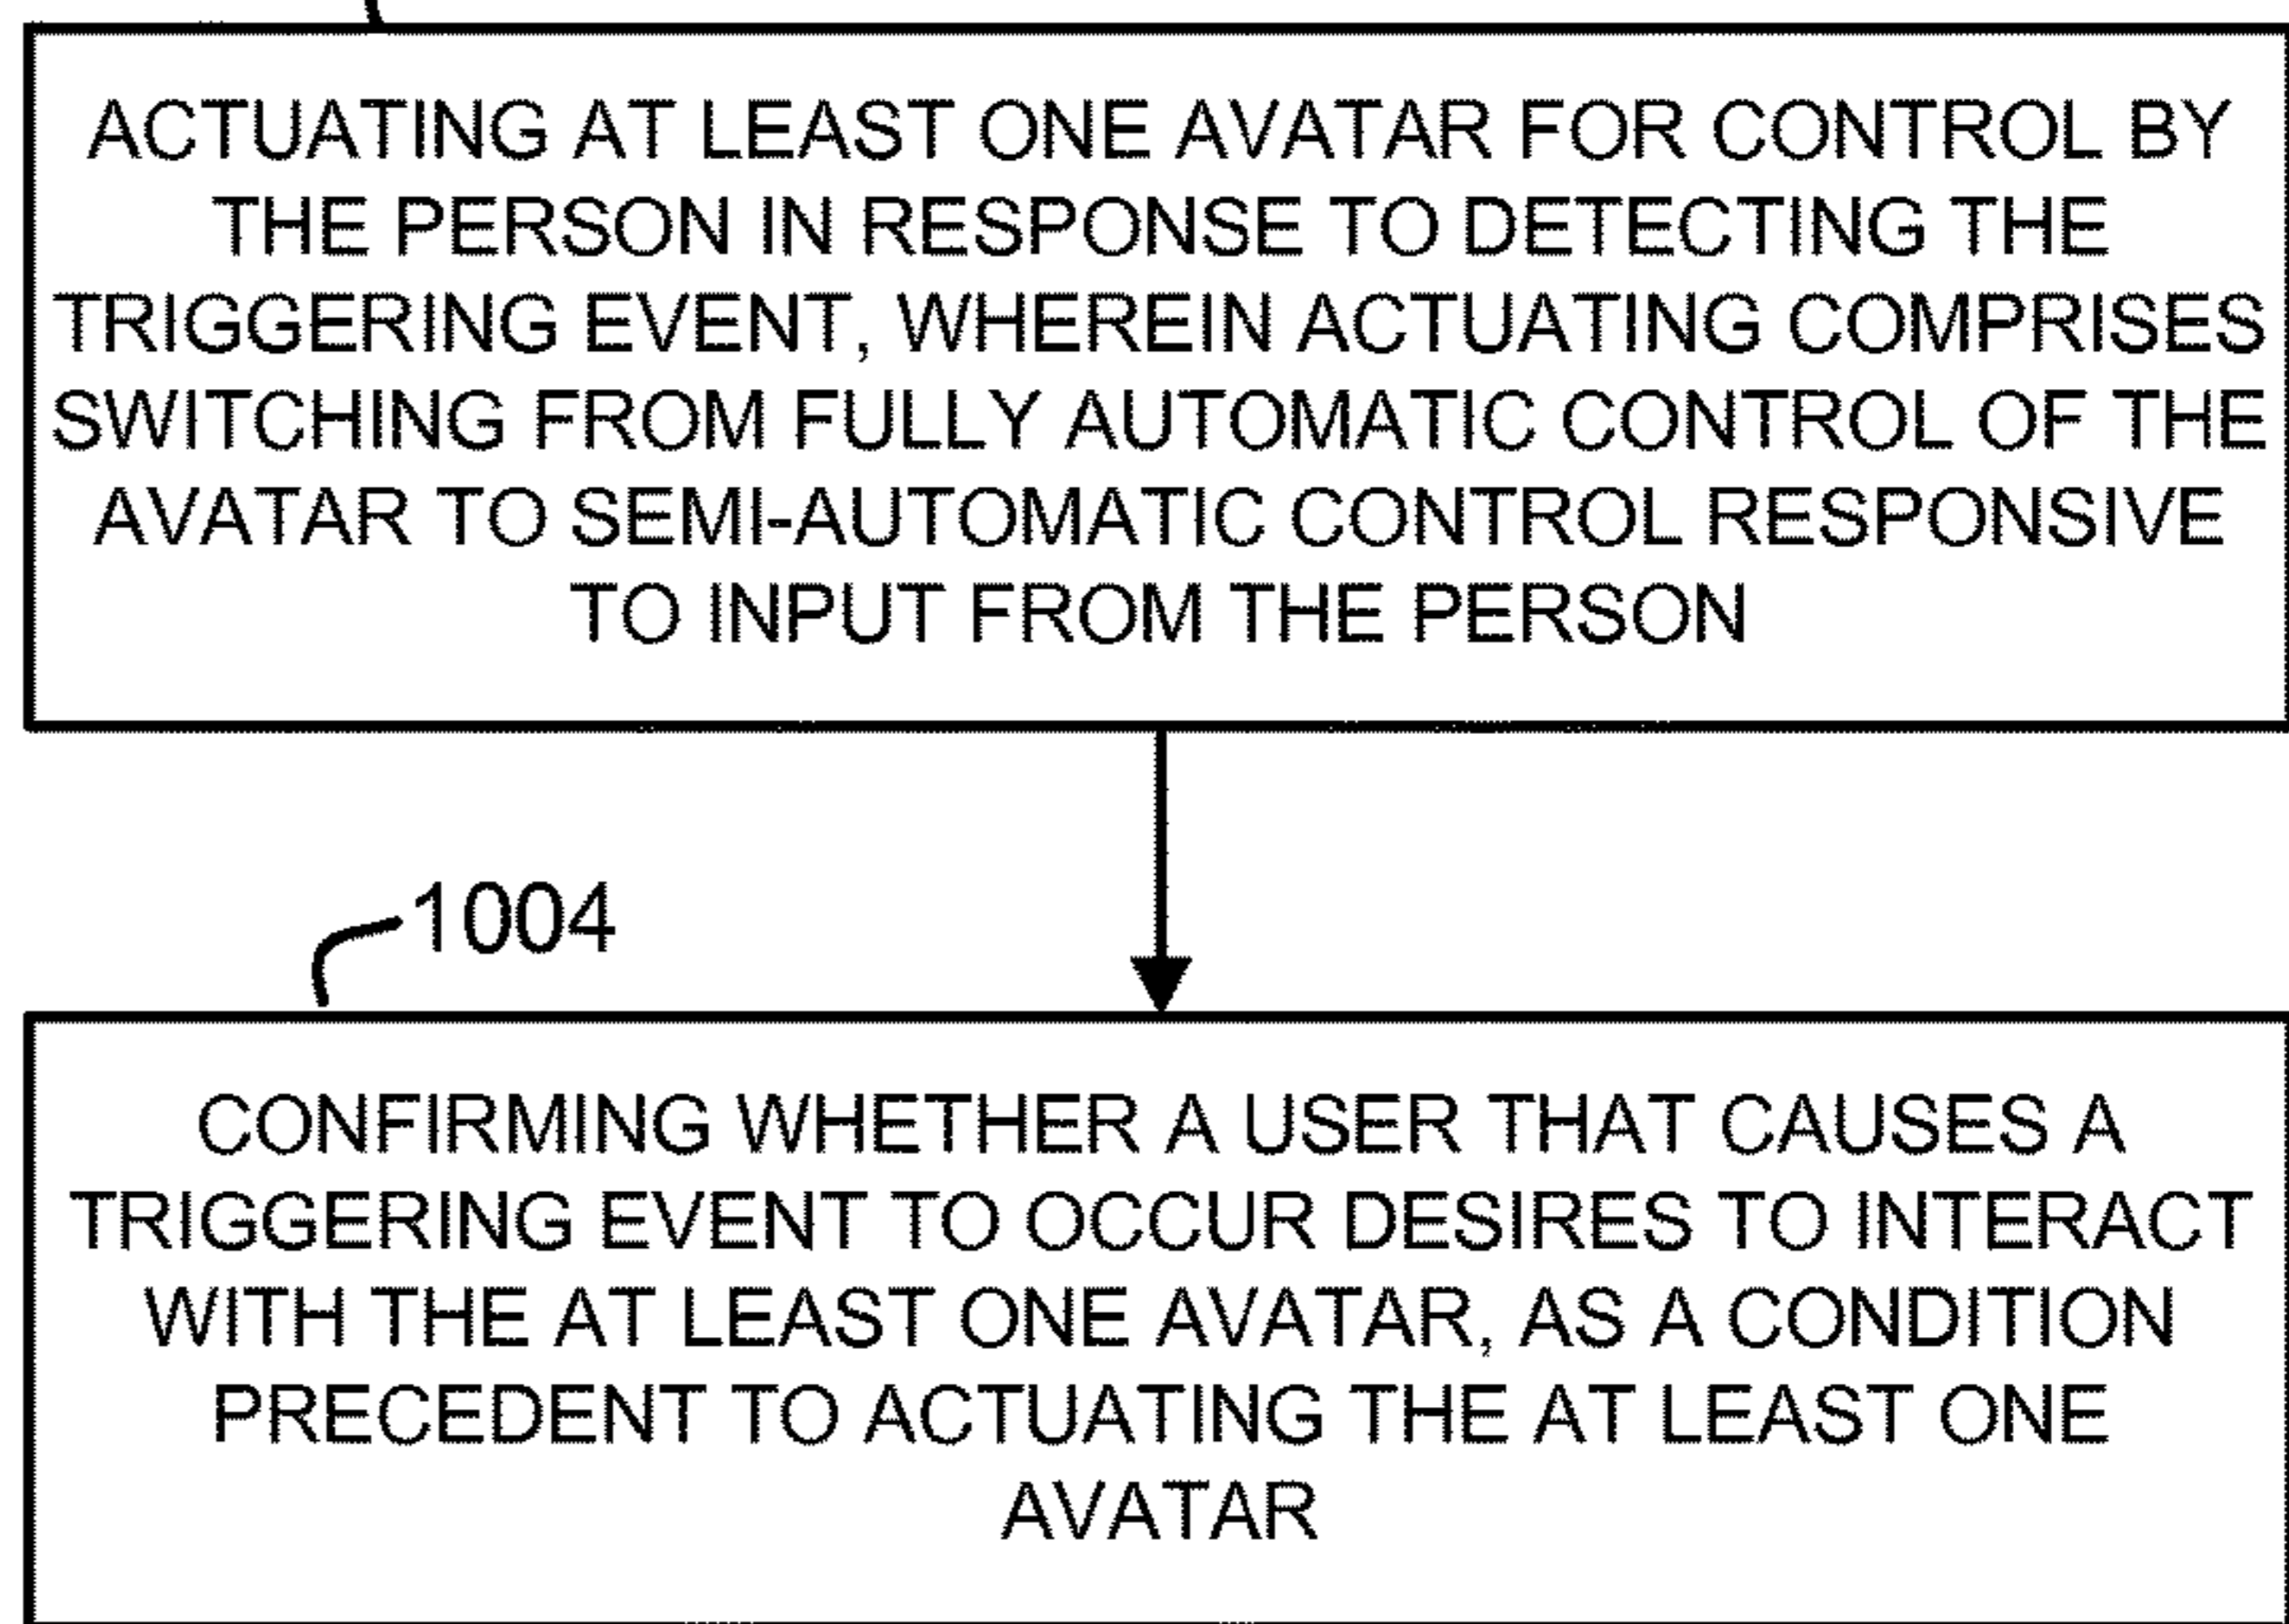 ACTUATING AT LEAST ONE AVATAR FOR CONTROL BY
THE PERSON IN RESPONSE TO DETECTING THE
TRIGGERING EVENT, WHEREIN ACTUATING COMPRISES
SWITCHING FROM FULLY AUTOMATIC CONTROL OF THE
AVATAR TO SEMI-AUTOMATIC CONTROL RESPONSIVE
TO INPUT FROM THE PERSON
1004
CONFIRMING WHETHER A USER THAT CAUSES A
TRIGGERING EVENT TO OCCUR DESIRES TO INTERACT
WITH THE AT LEAST ONE AVATAR, AS A CONDITION
PRECEDENT TO ACTUATING THE AT LEAST ONE
AVATAR